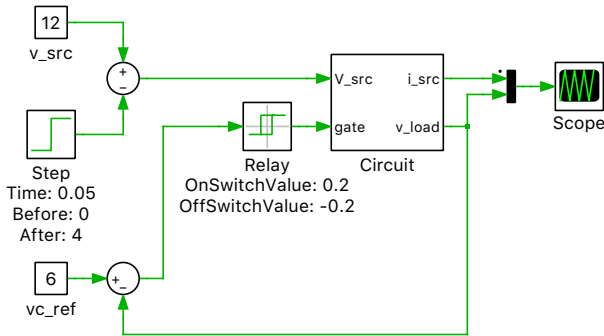 12
v_src
+
−
Step
Time: 0.05
Before: 0
After: 4
Relay
OnSwitchValue: 0.2
OffSwitchValue: -0.2
V_src
i_src
gate
v_load
Circuit
Scope
6
vc_ref
+
−